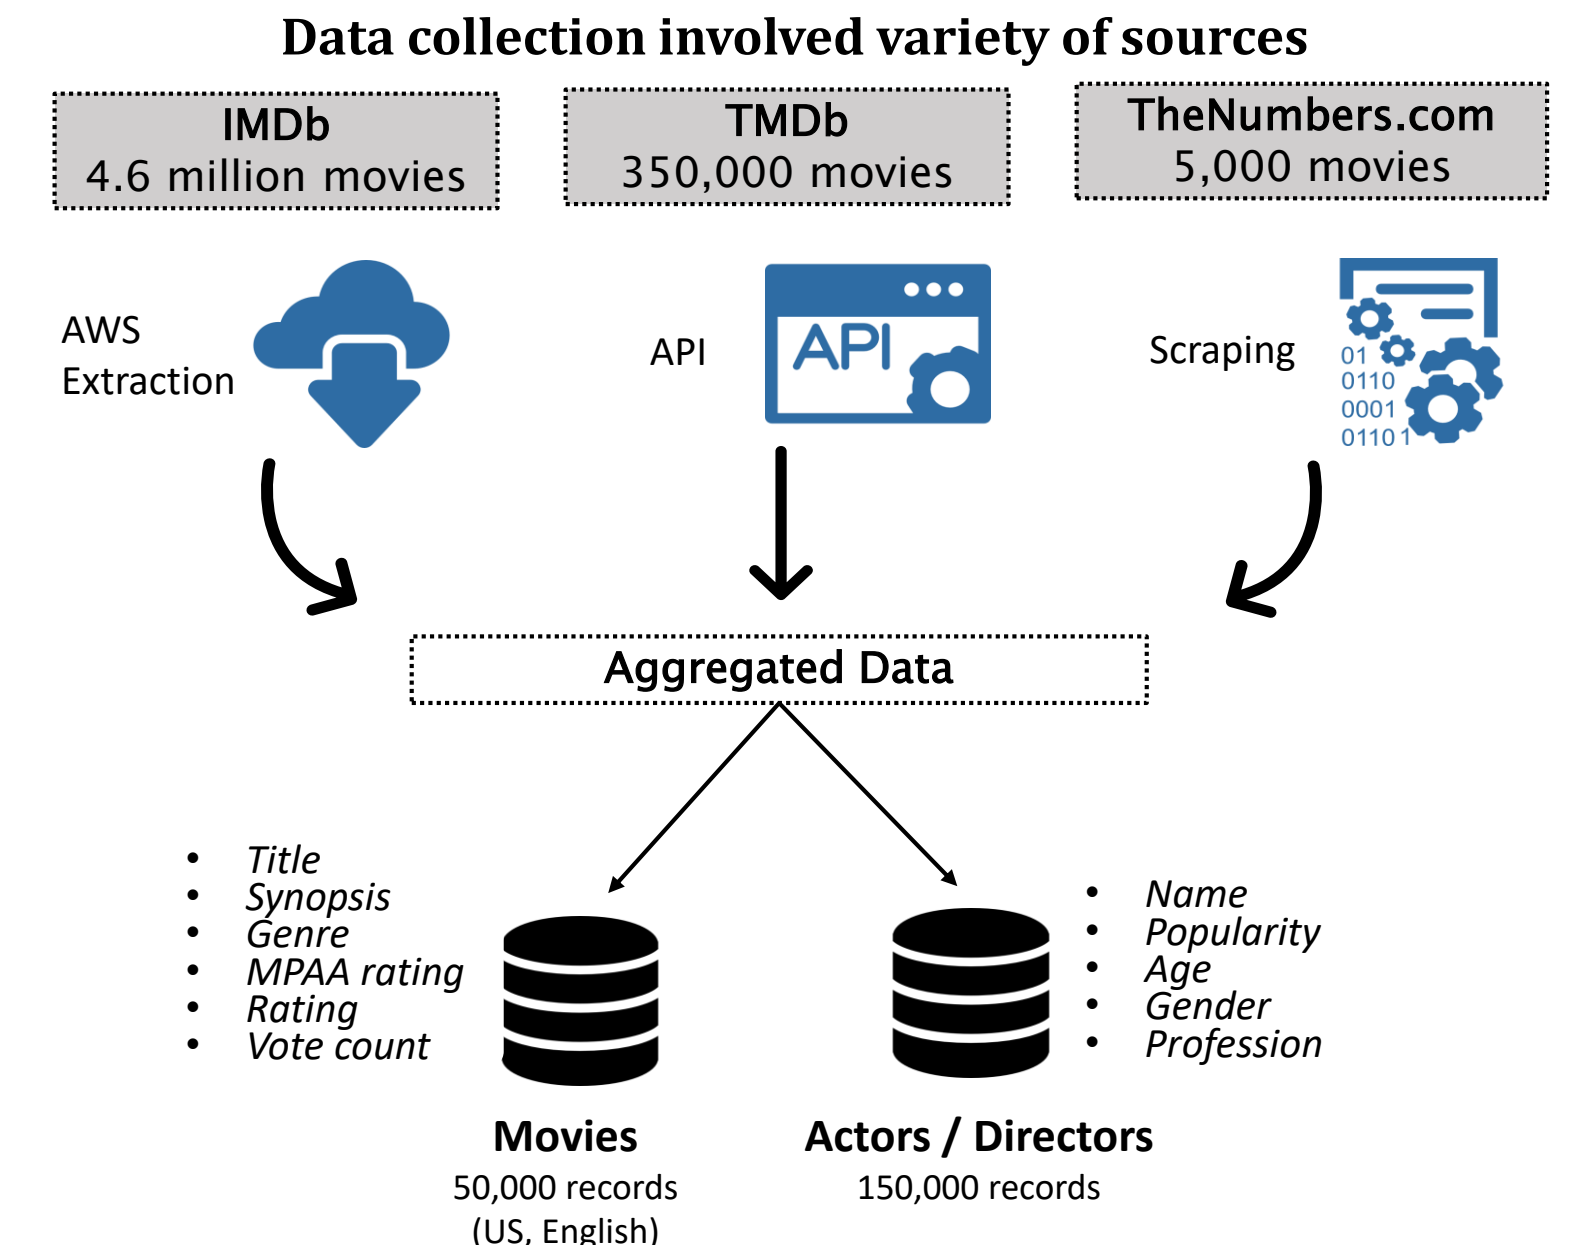 Data collection involved variety of sources
IMDb
4.6 million movies
TMDb
350,000 movies
TheNumbers.com
5,000 movies
AWS
Extraction
API
API
Scraping
01
0110
0001
01101
Aggregated Data
• Title
• Synopsis
• Genre
• MPAA rating
• Rating
• Vote count
• Name
• Popularity
• Age
• Gender
• Profession
Movies
50,000 records
(US, English)
Actors / Directors
150,000 records